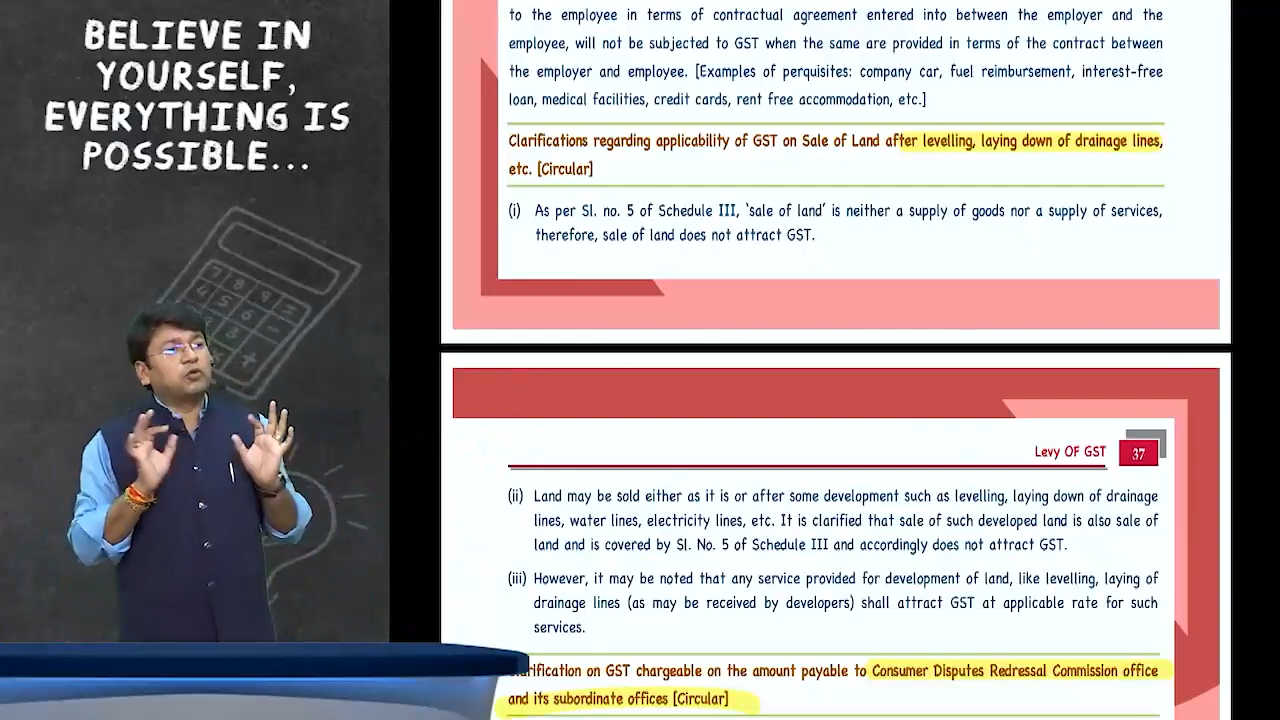 BELIEVE IN
YOURSELF,
EVERYTHING IS
POSSIBLE...
to the employee in terms of contractual agreement entered into between the employer and the
employee, will not be subjected to GST when the same are provided in terms of the contract between
the employer and employee. [Examples of perquisites: company car, fuel reimbursement, interest-free
loan, medical facilities, credit cards, rent free accommodation, etc.]
Clarifications regarding applicability of GST on Sale of Land after levelling, laying down of drainage lines,
etc. [Circular]
(i) As per Sl. no. 5 of Schedule III, ‘sale of land’ is neither a supply of goods nor a supply of services,
therefore, sale of land does not attract GST.
Levy OF GST 37
(ii) Land may be sold either as it is or after some development such as levelling, laying down of drainage
lines, water lines, electricity lines, etc. It is clarified that sale of such developed land is also sale of
land and is covered by Sl. No. 5 of Schedule III and accordingly does not attract GST.
(iii) However, it may be noted that any service provided for development of land, like levelling, laying of
drainage lines (as may be received by developers) shall attract GST at applicable rate for such
services.
rification on GST chargeable on the amount payable to Consumer Disputes Redressal Commission office
and its subordinate offices [Circular]